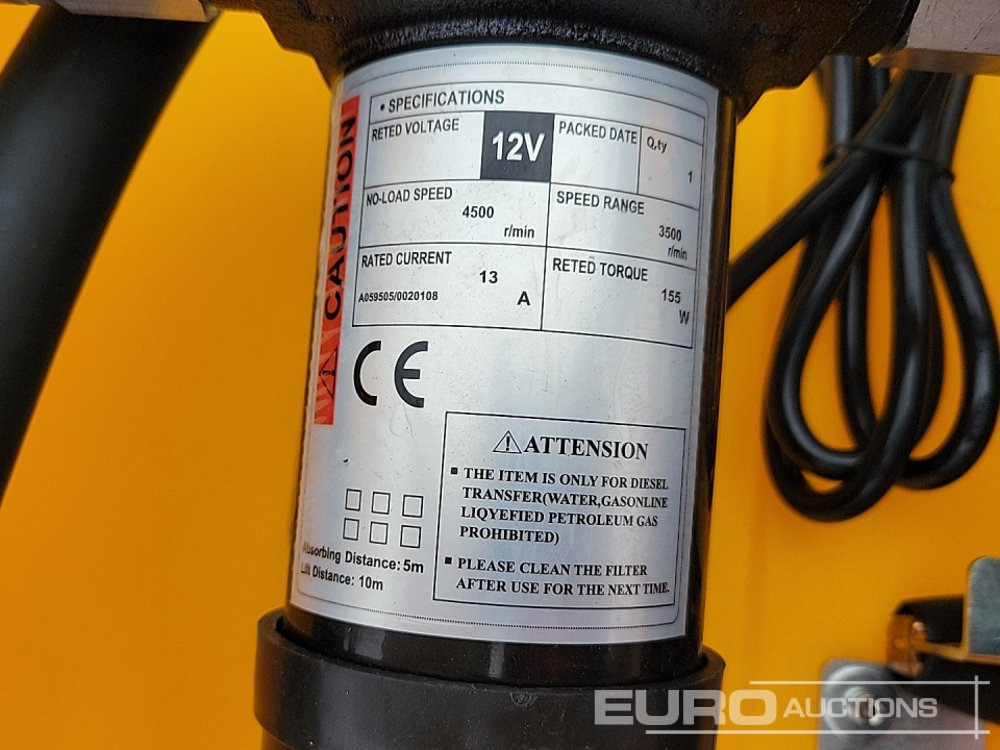 • SPECIFICATIONS
RETED VOLTAGE 12V PACKED DATE Q,ty 1
NO-LOAD SPEED 4500 r/min SPEED RANGE 3500 r/min
RATED CURRENT 13 A RETED TORQUE 155 W
A059505/0020108
CAUTION
CE
ATTENSION
▪ THE ITEM IS ONLY FOR DIESEL
TRANSFER(WATER,GASONLINE
LIQYEFIED PETROLEUM GAS
PROHIBITED)
▪ PLEASE CLEAN THE FILTER
AFTER USE FOR THE NEXT TIME.
Absorbing Distance: 5m
Lift Distance: 10m
EURO AUCTIONS